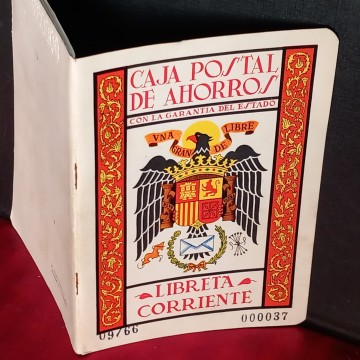 CAJA POSTAL
DE AHORROS
CON LA GARANTIA DEL ESTADO
VNA GRANDE LIBRE
LIBRETA
CORRIENTE
09766 000037